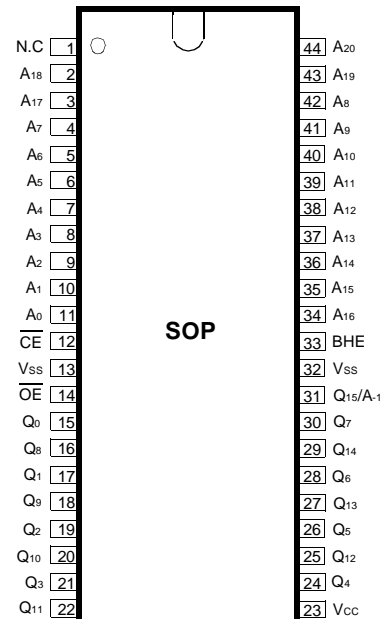 N.C 1 44 A20
A18 2 43 A19
A17 3 42 A8
A7 4 41 A9
A6 5 40 A10
A5 6 39 A11
A4 7 38 A12
A3 8 37 A13
A2 9 36 A14
A1 10 35 A15
A0 11 34 A16
SOP
C̅E̅ 12 33 BHE
VSS 13 32 VSS
O̅E̅ 14 31 Q15/A-1
Q0 15 30 Q7
Q8 16 29 Q14
Q1 17 28 Q6
Q9 18 27 Q13
Q2 19 26 Q5
Q10 20 25 Q12
Q3 21 24 Q4
Q11 22 23 VCC